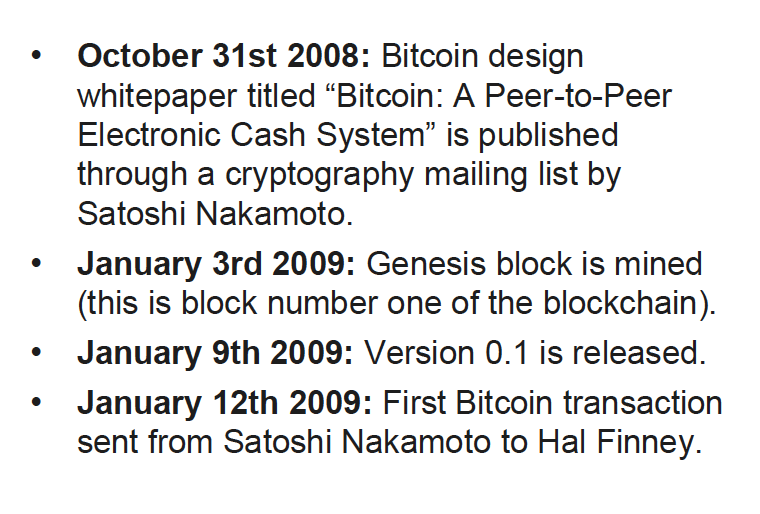 • October 31st 2008: Bitcoin design
whitepaper titled “Bitcoin: A Peer-to-Peer
Electronic Cash System” is published
through a cryptography mailing list by
Satoshi Nakamoto.
• January 3rd 2009: Genesis block is mined
(this is block number one of the blockchain).
• January 9th 2009: Version 0.1 is released.
• January 12th 2009: First Bitcoin transaction
sent from Satoshi Nakamoto to Hal Finney.